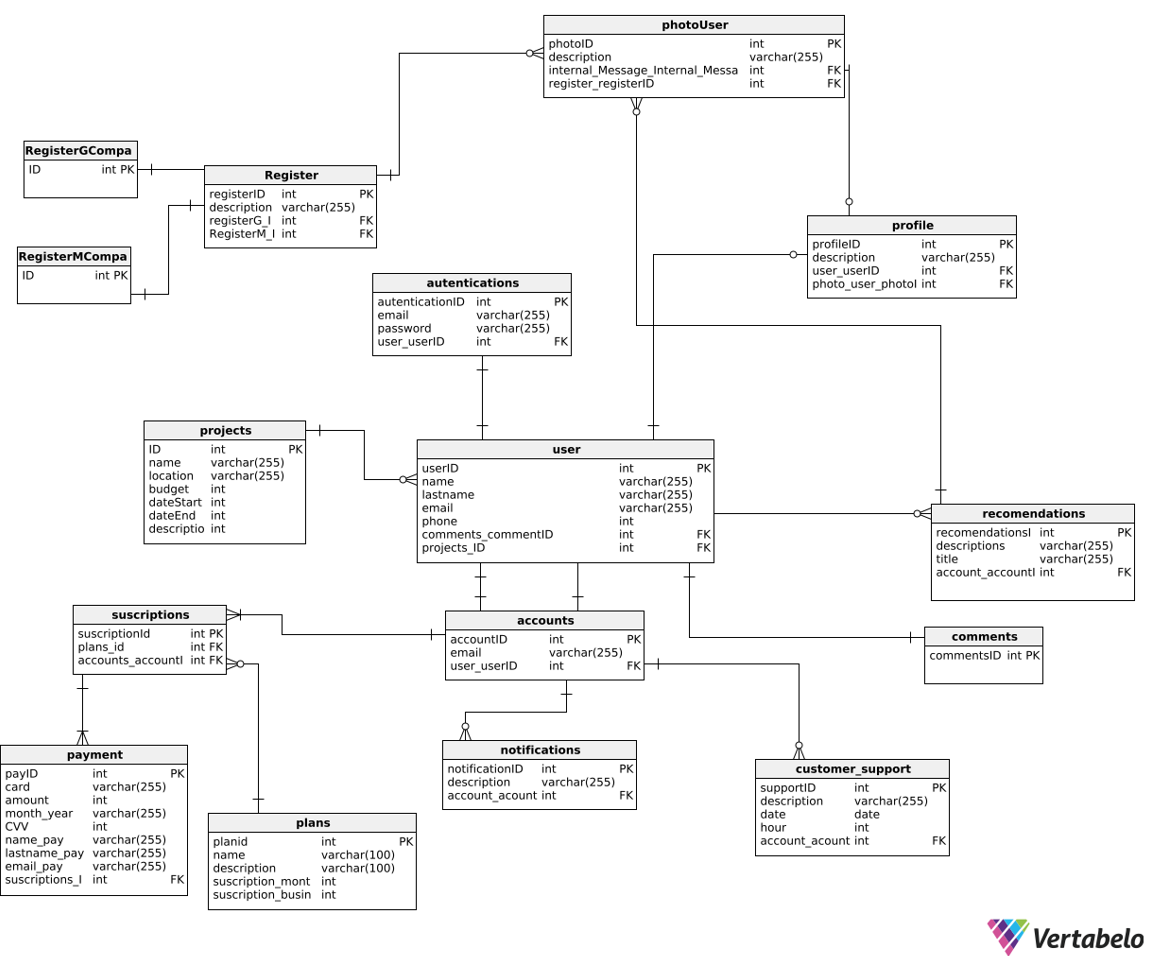 photoUser
photoID int PK
description varchar(255)
internal_Message_Internal_Messa int FK
register_registerID int FK
RegisterGCompa
ID int PK
Register
registerID int PK
description varchar(255)
registerG_I int FK
RegisterM_I int FK
RegisterMCompa
ID int PK
profile
profileID int PK
description varchar(255)
user_userID int FK
photo_user_photoI int FK
autentications
autenticationID int PK
email varchar(255)
password varchar(255)
user_userID int FK
projects
ID int PK
name varchar(255)
location varchar(255)
budget int
dateStart int
dateEnd int
descriptio int
user
userID int PK
name varchar(255)
lastname varchar(255)
email varchar(255)
phone int
comments_commentID int FK
projects_ID int FK
recomendations
recomendationsI int PK
descriptions varchar(255)
title varchar(255)
account_accountI int FK
suscriptions
suscriptionId int PK
plans_id int FK
accounts_accountI int FK
accounts
accountID int PK
email varchar(255)
user_userID int FK
comments
commentsID int PK
payment
payID int PK
card varchar(255)
amount int
month_year varchar(255)
CVV int
name_pay varchar(255)
lastname_pay varchar(255)
email_pay varchar(255)
suscriptions_I int FK
notifications
notificationID int PK
description varchar(255)
account_acount int FK
customer_support
supportID int PK
description varchar(255)
date date
hour int
account_acount int FK
plans
planid int PK
name varchar(100)
description varchar(100)
suscription_mont int
suscription_busin int
Vertabelo